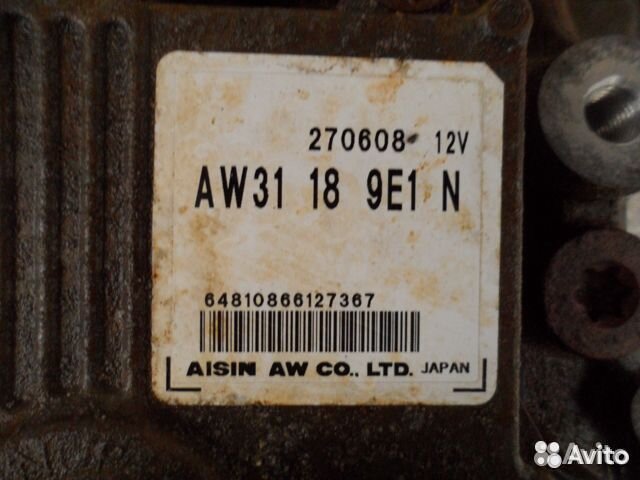 270608 12V
AW31 18 9E1 N
64810866127367
AISIN AW CO., LTD. JAPAN
Avito